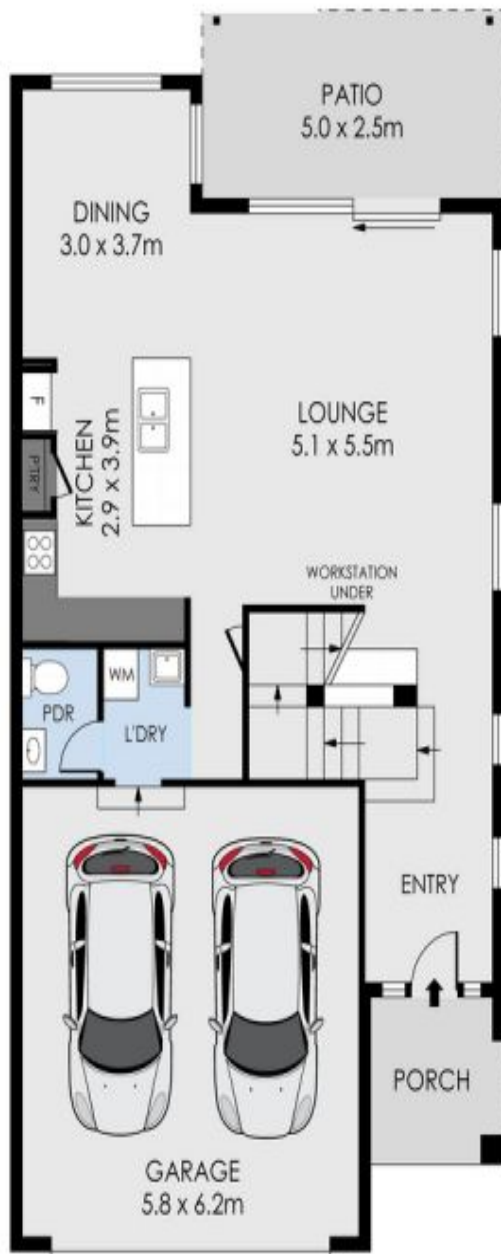 PATIO
5.0 x 2.5m
DINING
3.0 x 3.7m
F
PTRY
KITCHEN
2.9 x 3.9m
LOUNGE
5.1 x 5.5m
WORKSTATION
UNDER
WM
PDR
L'DRY
ENTRY
PORCH
GARAGE
5.8 x 6.2m